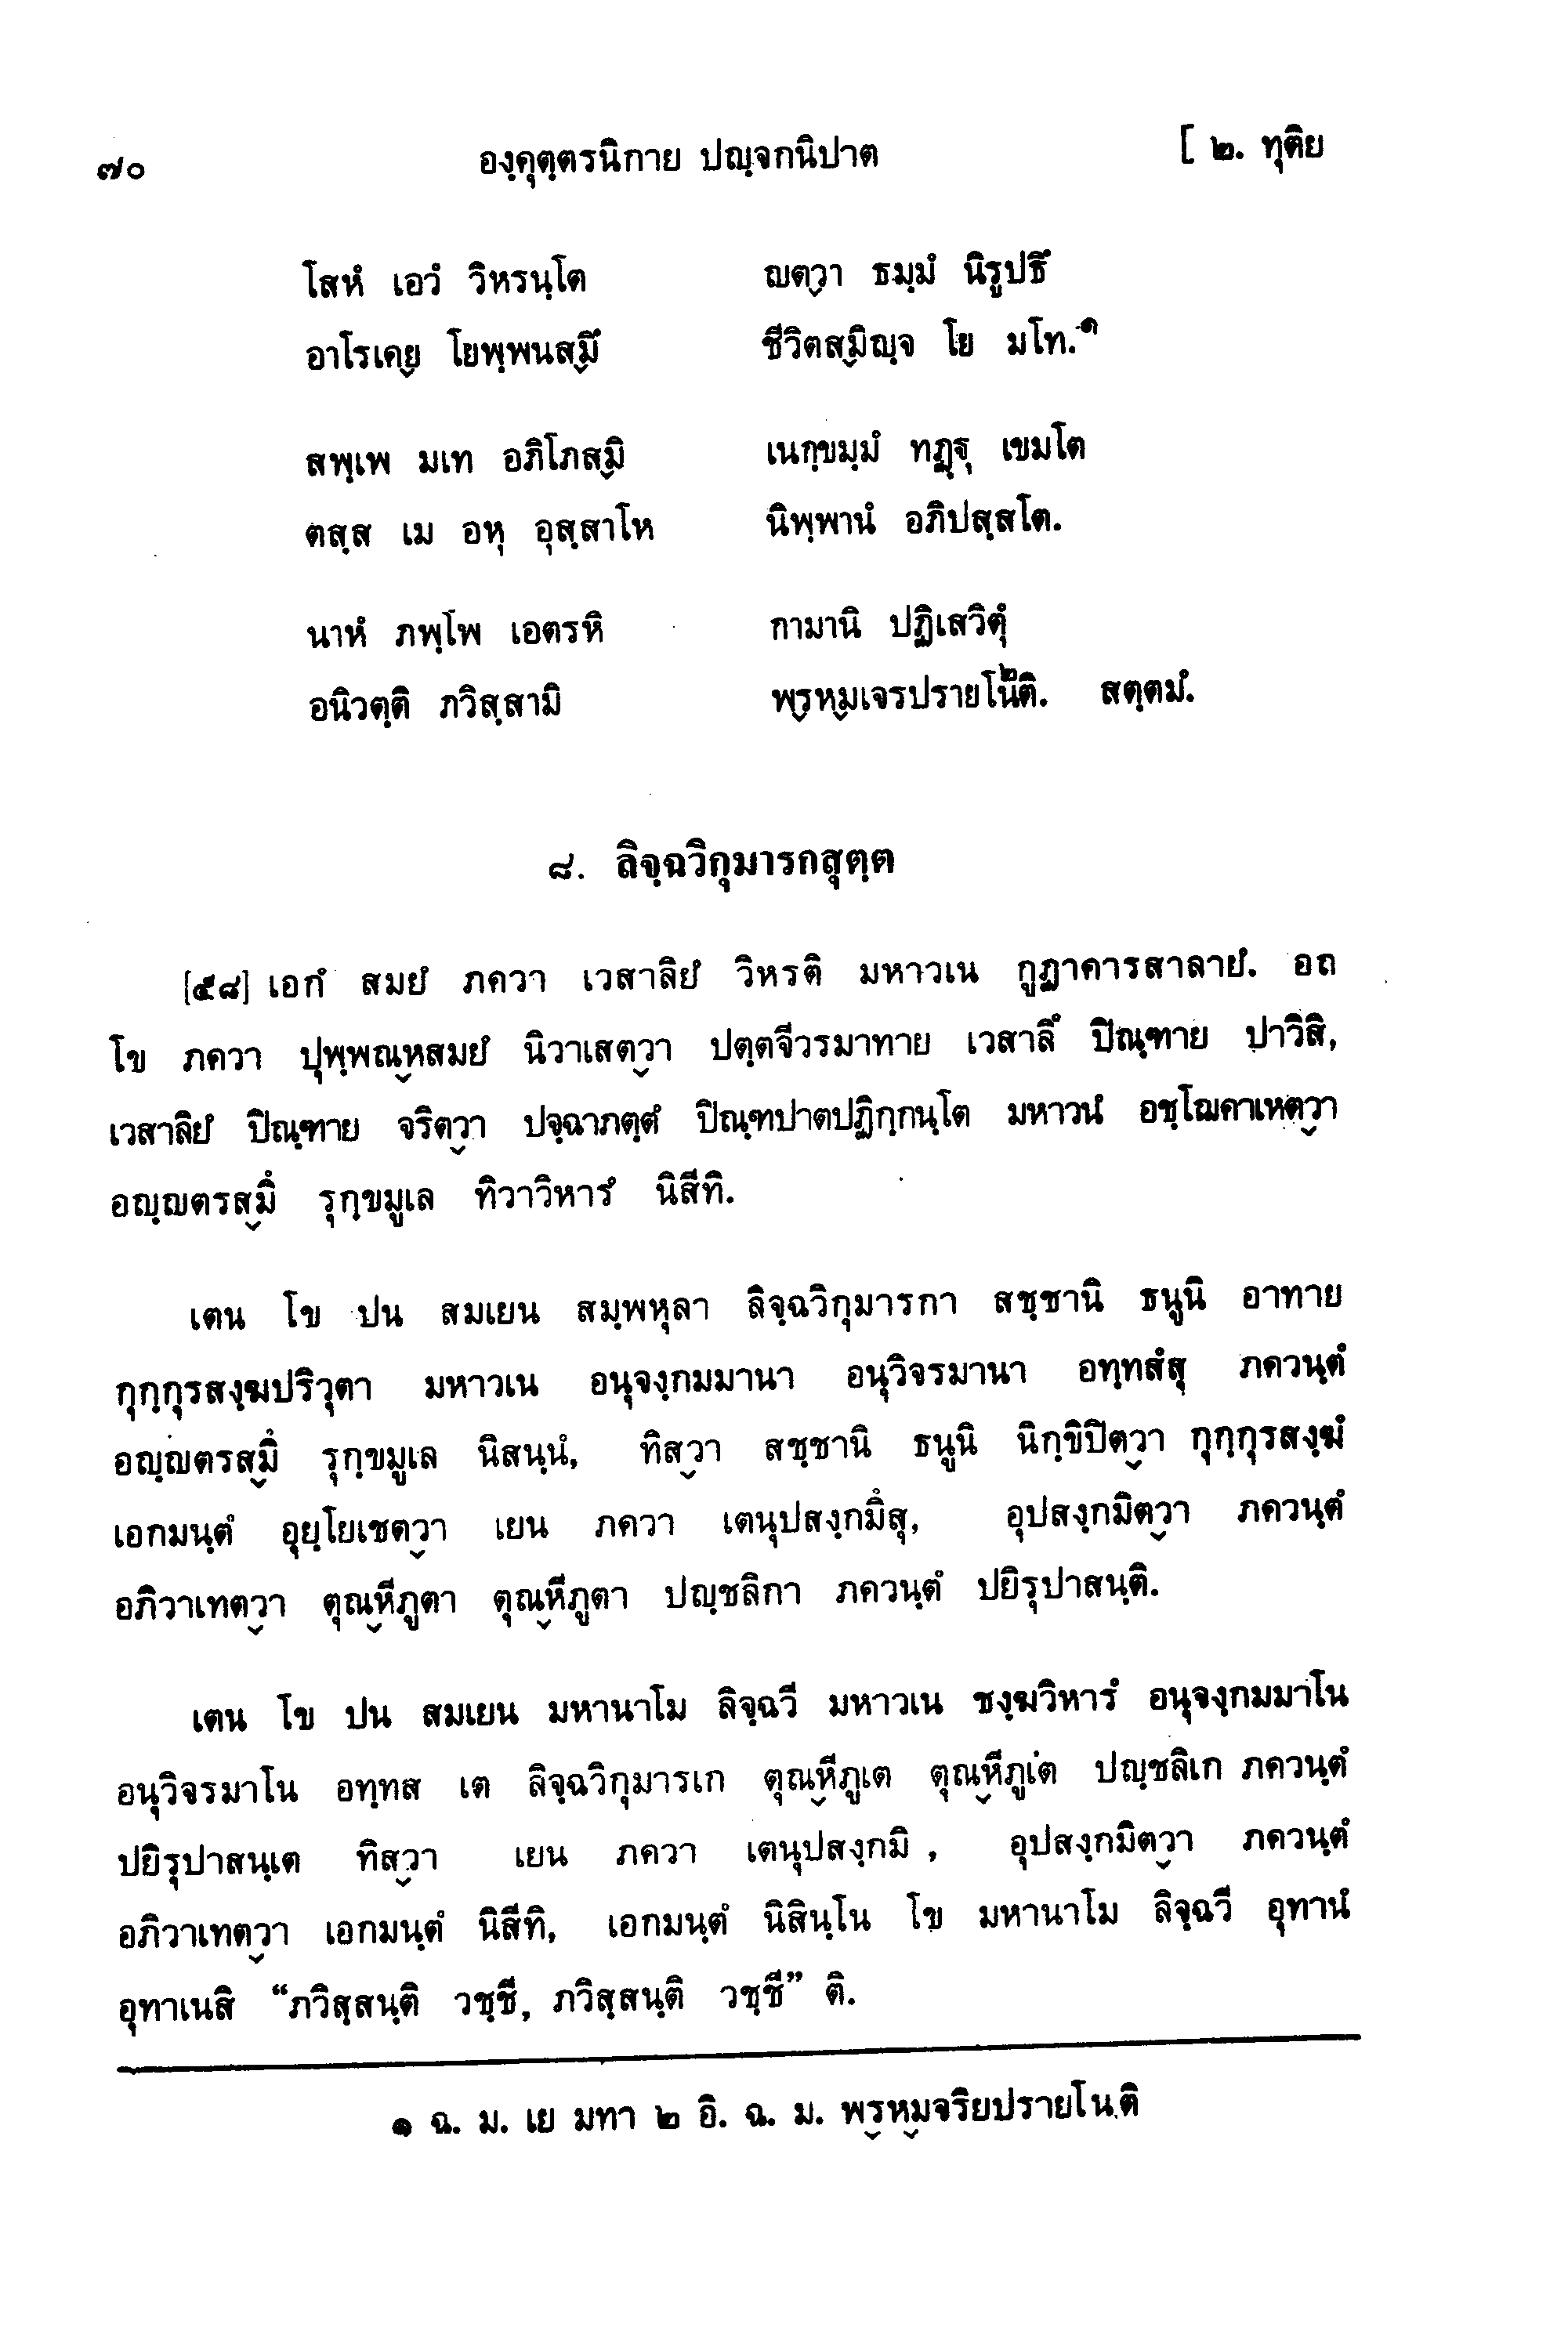 ๗๐ องฺคุตฺตรนิกาย ปญฺจกนิปาต [ ๒. ทุติย
โสหํ เอวํ วิหรนฺโต ญตฺวา ธมฺมํ นิรูปธึ
อาโรเคฺย โยพฺพนสฺมึ ชีวิตสฺมิญฺจ โย มโท.๑
สพฺเพ มเท อภิโภสฺมิ เนกฺขมฺมํ ทฏฺฐุ เขมโต
ตสฺส เม อหุ อุสฺสาโห นิพฺพานํ อภิปสฺสโต.
นาหํ ภพฺโพ เอตรหิ กามานิ ปฏิเสวิตุํ
อนิวตฺติ ภวิสฺสามิ พฺรหฺมเจรปรายโนติ๒. สตฺตมํ.
๘. ลิจฺฉวิกุมารกสุตฺต
[๕๘] เอกํ สมยํ ภควา เวสาลิยํ วิหรติ มหาวเน กูฏาคารสาลายํ. อถ
โข ภควา ปุพฺพณฺหสมยํ นิวาเสตฺวา ปตฺตจีวรมาทาย เวสาลึ ปิณฺฑาย ปาวิสิ,
เวสาลิยํ ปิณฺฑาย จริตฺวา ปจฺฉาภตฺตํ ปิณฺฑปาตปฏิกฺกนฺโต มหาวนํ อชฺโฌคาเหตฺวา
อญฺญตรสฺมึ รุกฺขมูเล ทิวาวิหารํ นิสีทิ.
เตน โข ปน สมเยน สมฺพหุลา ลิจฺฉวิกุมารกา สชฺชานิ ธนูนิ อาทาย
กุกฺกุรสงฺฆปริวุตา มหาวเน อนุจงฺกมมานา อนุวิจรมานา อทฺทสํสุ ภควนฺตํ
อญฺญตรสฺมึ รุกฺขมูเล นิสนฺนํ, ทิสฺวา สชฺชานิ ธนูนิ นิกฺขิปิตฺวา กุกฺกุรสงฺฆํ
เอกมนฺตํ อุยฺโยเชตฺวา เยน ภควา เตนุปสงฺกมึสุ, อุปสงฺกมิตฺวา ภควนฺตํ
อภิวาเทตฺวา ตุณฺหีภูตา ตุณฺหีภูตา ปญฺชลิกา ภควนฺตํ ปยิรุปาสนฺติ.
เตน โข ปน สมเยน มหานาโม ลิจฺฉวี มหาวเน ชงฺฆวิหารํ อนุจงฺกมมาโน
อนุวิจรมาโน อทฺทส เต ลิจฺฉวิกุมารเก ตุณฺหีภูเต ตุณฺหีภูเต ปญฺชลิเก ภควนฺตํ
ปยิรุปาสนฺเต ทิสฺวา เยน ภควา เตนุปสงฺกมิ , อุปสงฺกมิตฺวา ภควนฺตํ
อภิวาเทตฺวา เอกมนฺตํ นิสีทิ, เอกมนฺตํ นิสินฺโน โข มหานาโม ลิจฺฉวี อุทานํ
อุทาเนสิ “ภวิสฺสนฺติ วชฺชี, ภวิสฺสนฺติ วชฺชี” ติ.
๑ ฉ. ม. เย มทา ๒ อิ. ฉ. ม. พฺรหฺมจริยปรายโนติ